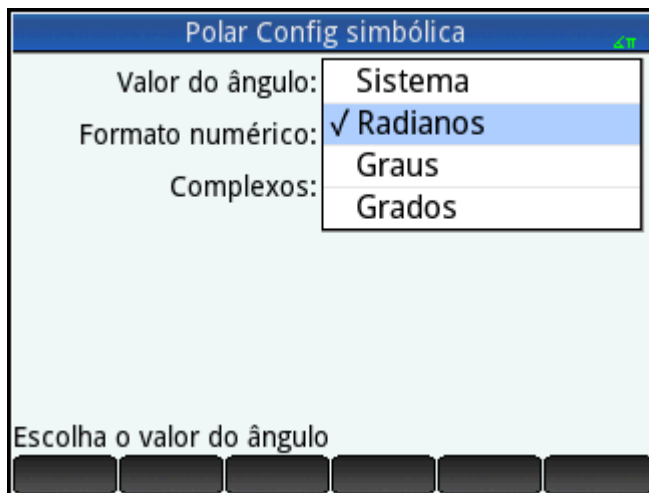 Polar Config simbólica
∡π
Valor do ângulo:
Sistema
√ Radianos
Formato numérico:
Graus
Complexos:
Grados
Escolha o valor do ângulo